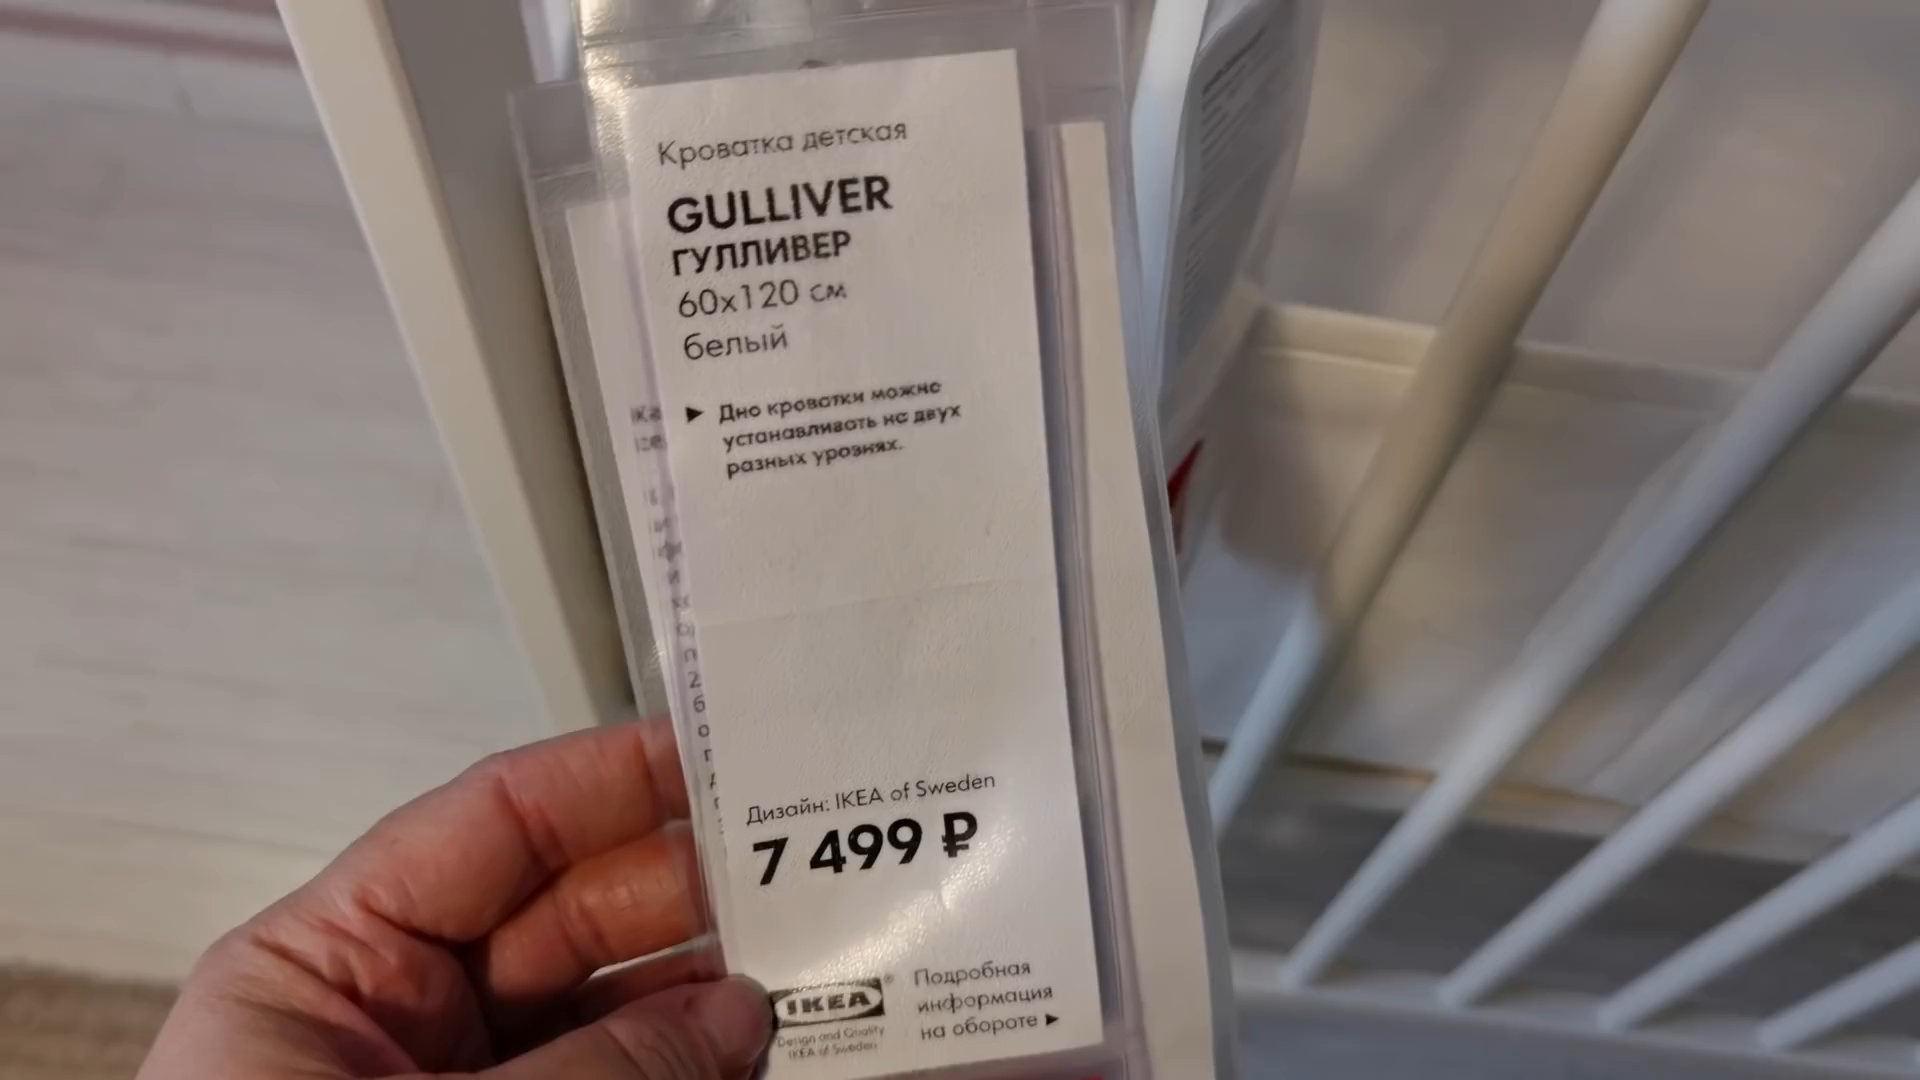 Кроватка детская
GULLIVER
ГУЛЛИВЕР
60x120 см
белый
► Дно кроватки можно
устанавливать на двух
разных уровнях.
Дизайн: IKEA of Sweden
7 499 ₽
IKEA®
Design and Quality
IKEA of Sweden
Подробная
информация
на обороте ►